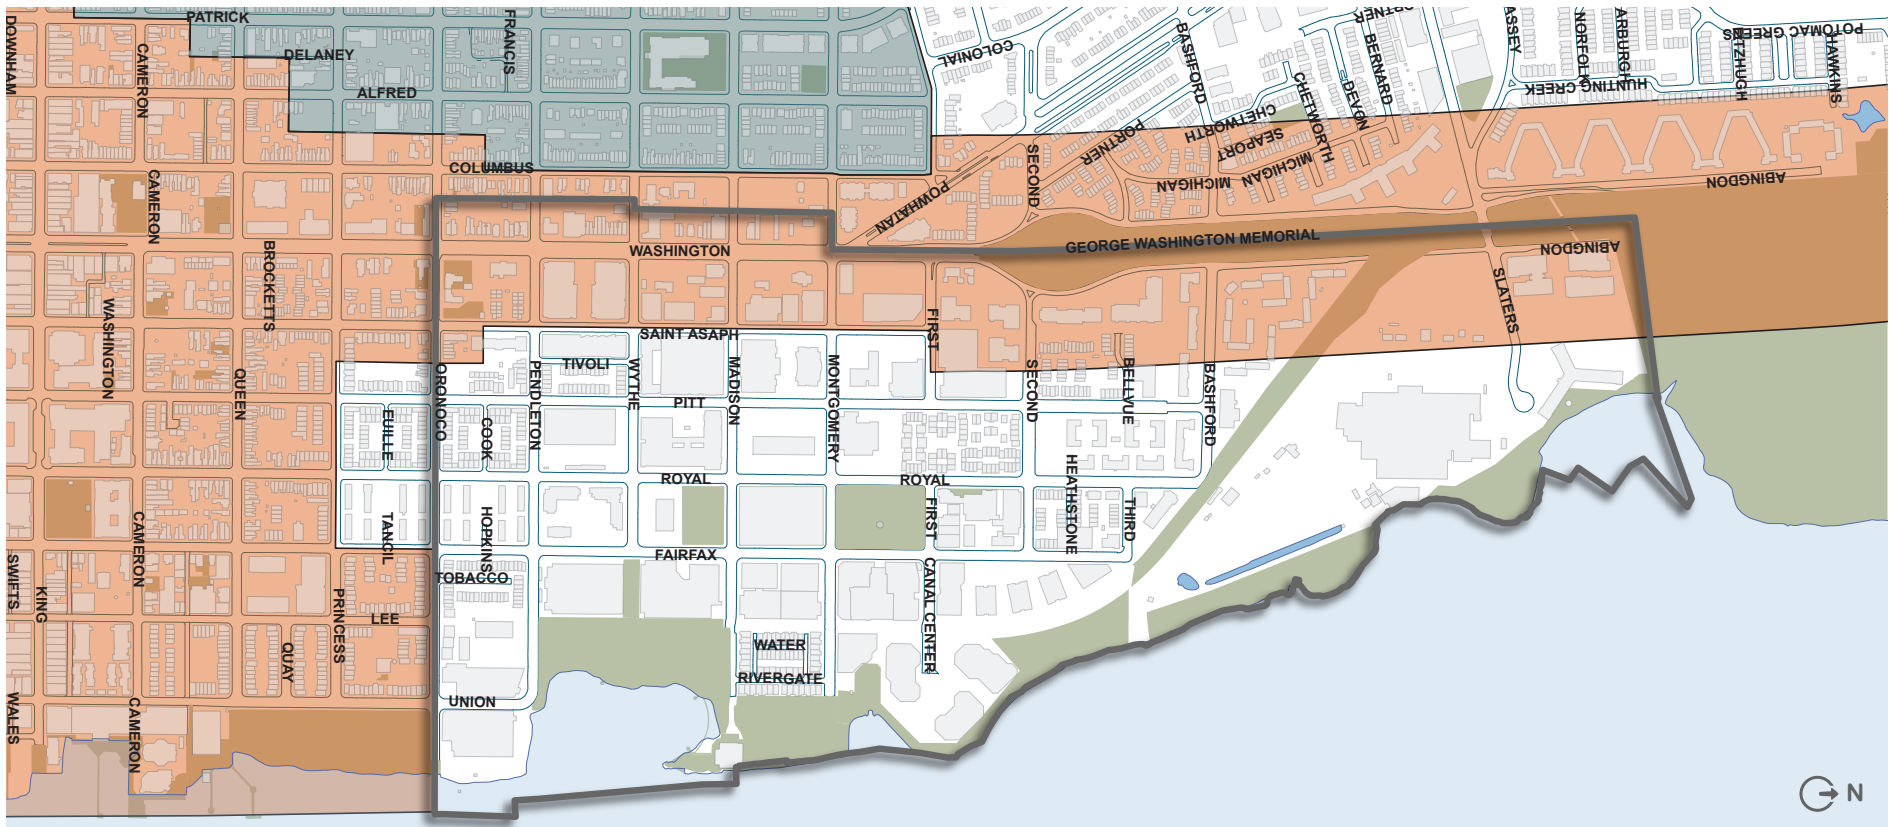 PATRICK
DOWNHAM
CAMERON
DELANEY
FRANCIS
ALFRED
COLONIAL
BASHFORD
BERNARD
DEVON
CHETWORTH
CHETWORTH
NORFOLK
POTOMAC GREENS
HAWKINS
HUNTING CREEK
COLUMBUS
CAMERON
SECOND
PORTNER
SEAPORT
MICHIGAN
MICHIGAN
POWHATAN
ABINGDON
WASHINGTON
GEORGE WASHINGTON MEMORIAL
ABINGDON
BROCKETTS
WASHINGTON
SLATERS
SAINT ASAPH
FIRST
TIVOLI
QUEEN
ORONOCO
PENDLETON
WYTHE
MADISON
MONTGOMERY
SECOND
BELLVUE
BASHFORD
PITT
EUILLE
COOK
ROYAL
ROYAL
HEATHSTONE
THIRD
FIRST
TANCIL
HOPKINS
CAMERON
FAIRFAX
TOBACCO
SWIFTS
KING
PRINCESS
LEE
CANAL CENTER
QUAY
WATER
RIVERGATE
UNION
WALES
CAMERON
N